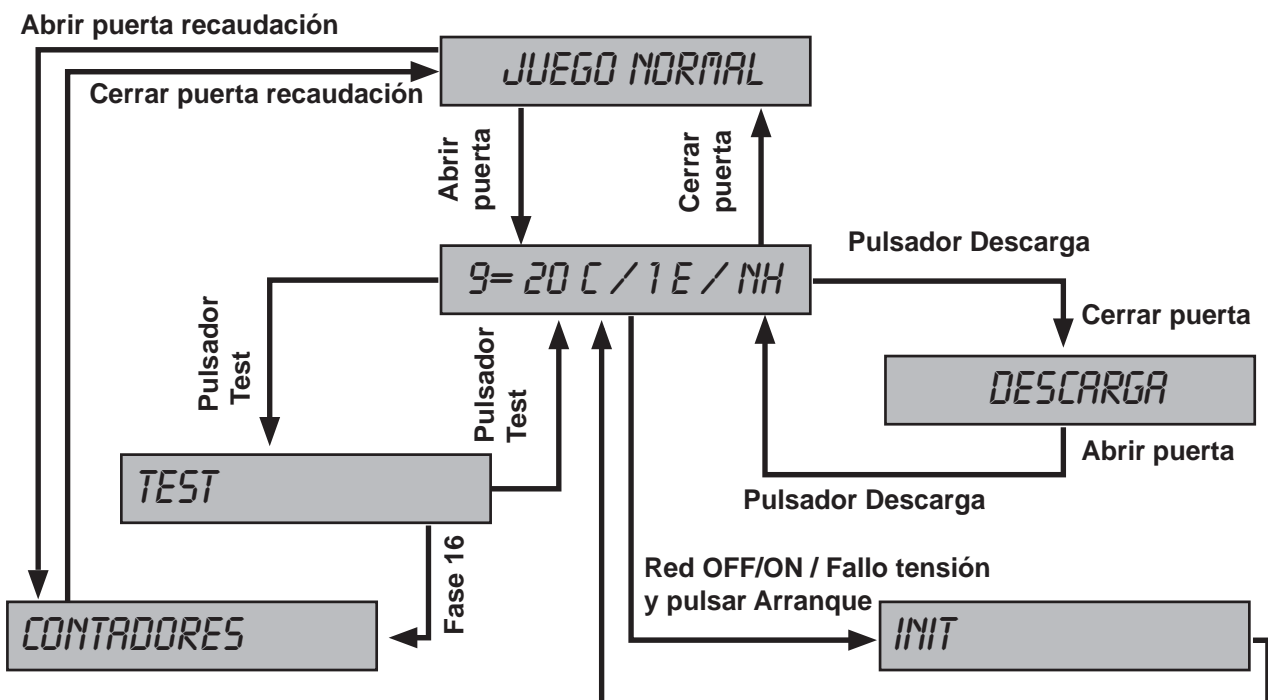 Abrir puerta recaudación
JUEGO NORMAL
Cerrar puerta recaudación
Abrir
puerta
Cerrar
puerta
Pulsador Descarga
9= 20 C / 1 E / NH
Cerrar puerta
Pulsador
Test
Pulsador
Test
DESCARGA
Abrir puerta
TEST
Pulsador Descarga
Fase 16
Red OFF/ON / Fallo tensión
y pulsar Arranque
CONTADORES
INIT